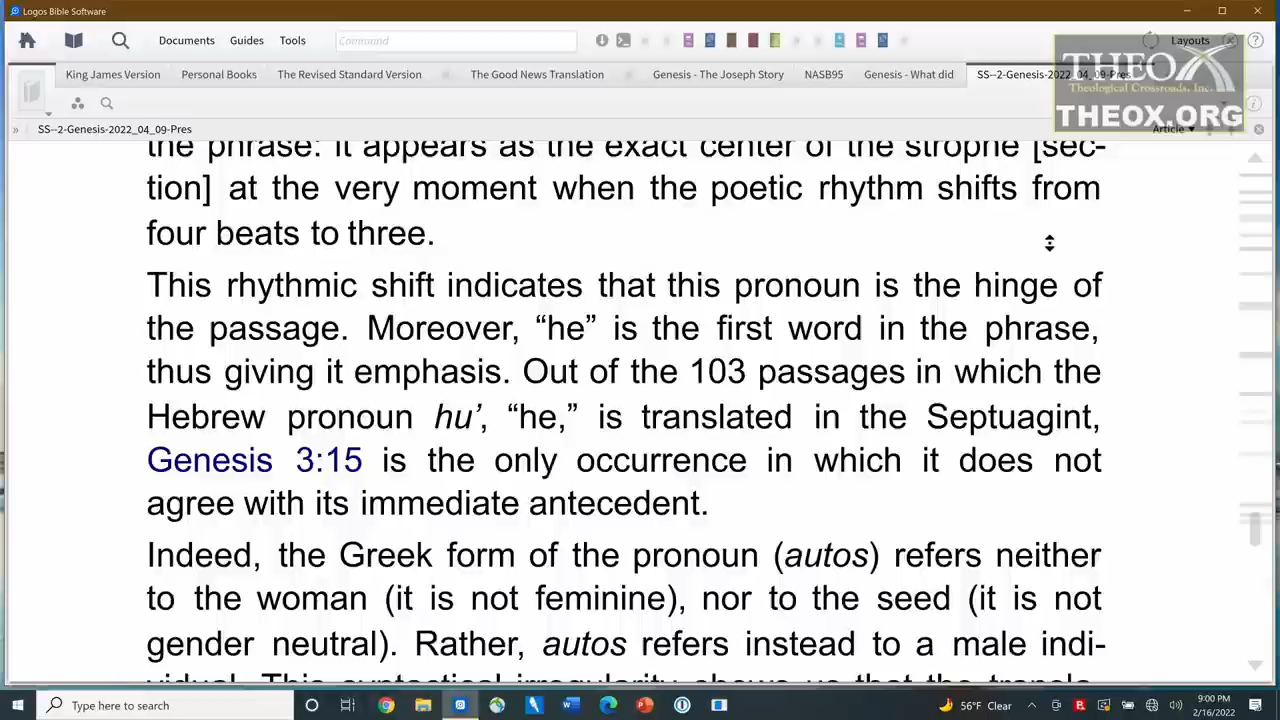 Logos Bible Software
Documents Guides Tools Command Layouts
THEOX
Theological Crossroads, Inc.
THEOX.ORG
King James Version Personal Books The Revised Standard Version The Good News Translation Genesis - The Joseph Story NASB95 Genesis - What did SS--2-Genesis-2022_04_09-Pres
SS--2-Genesis-2022_04_09-Pres Article
the phrase: it appears as the exact center of the strophe [sec-
tion] at the very moment when the poetic rhythm shifts from
four beats to three.
This rhythmic shift indicates that this pronoun is the hinge of
the passage. Moreover, “he” is the first word in the phrase,
thus giving it emphasis. Out of the 103 passages in which the
Hebrew pronoun hu’, “he,” is translated in the Septuagint,
Genesis 3:15 is the only occurrence in which it does not
agree with its immediate antecedent.
Indeed, the Greek form of the pronoun (autos) refers neither
to the woman (it is not feminine), nor to the seed (it is not
gender neutral). Rather, autos refers instead to a male indi-
vidual. This syntactical irregularity shows us that the transla-
Type here to search
56°F Clear
9:00 PM
2/16/2022